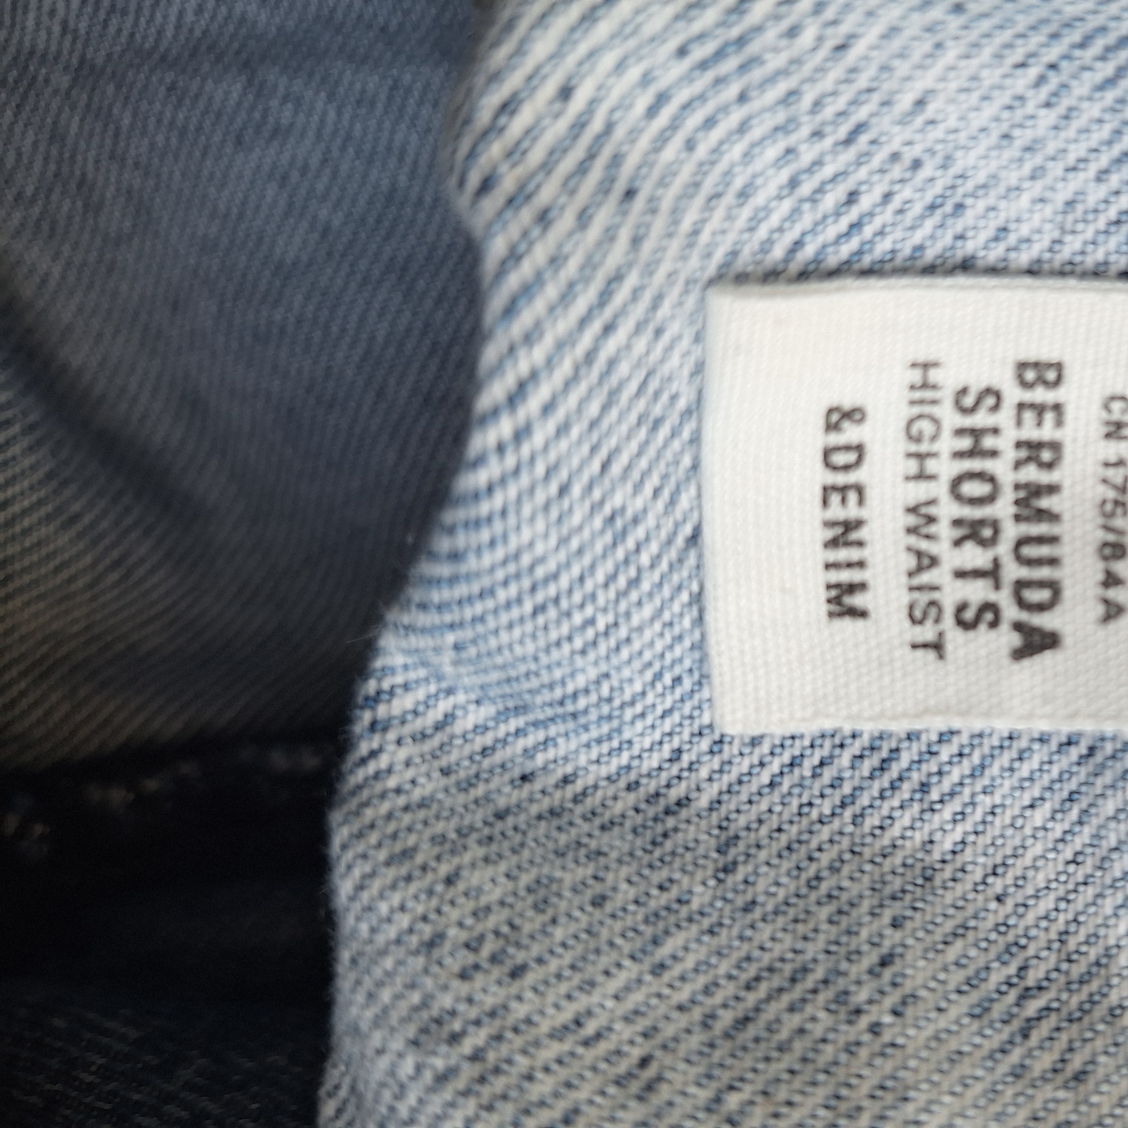 CN 175/84A
BERMUDA
SHORTS
HIGH WAIST
&DENIM